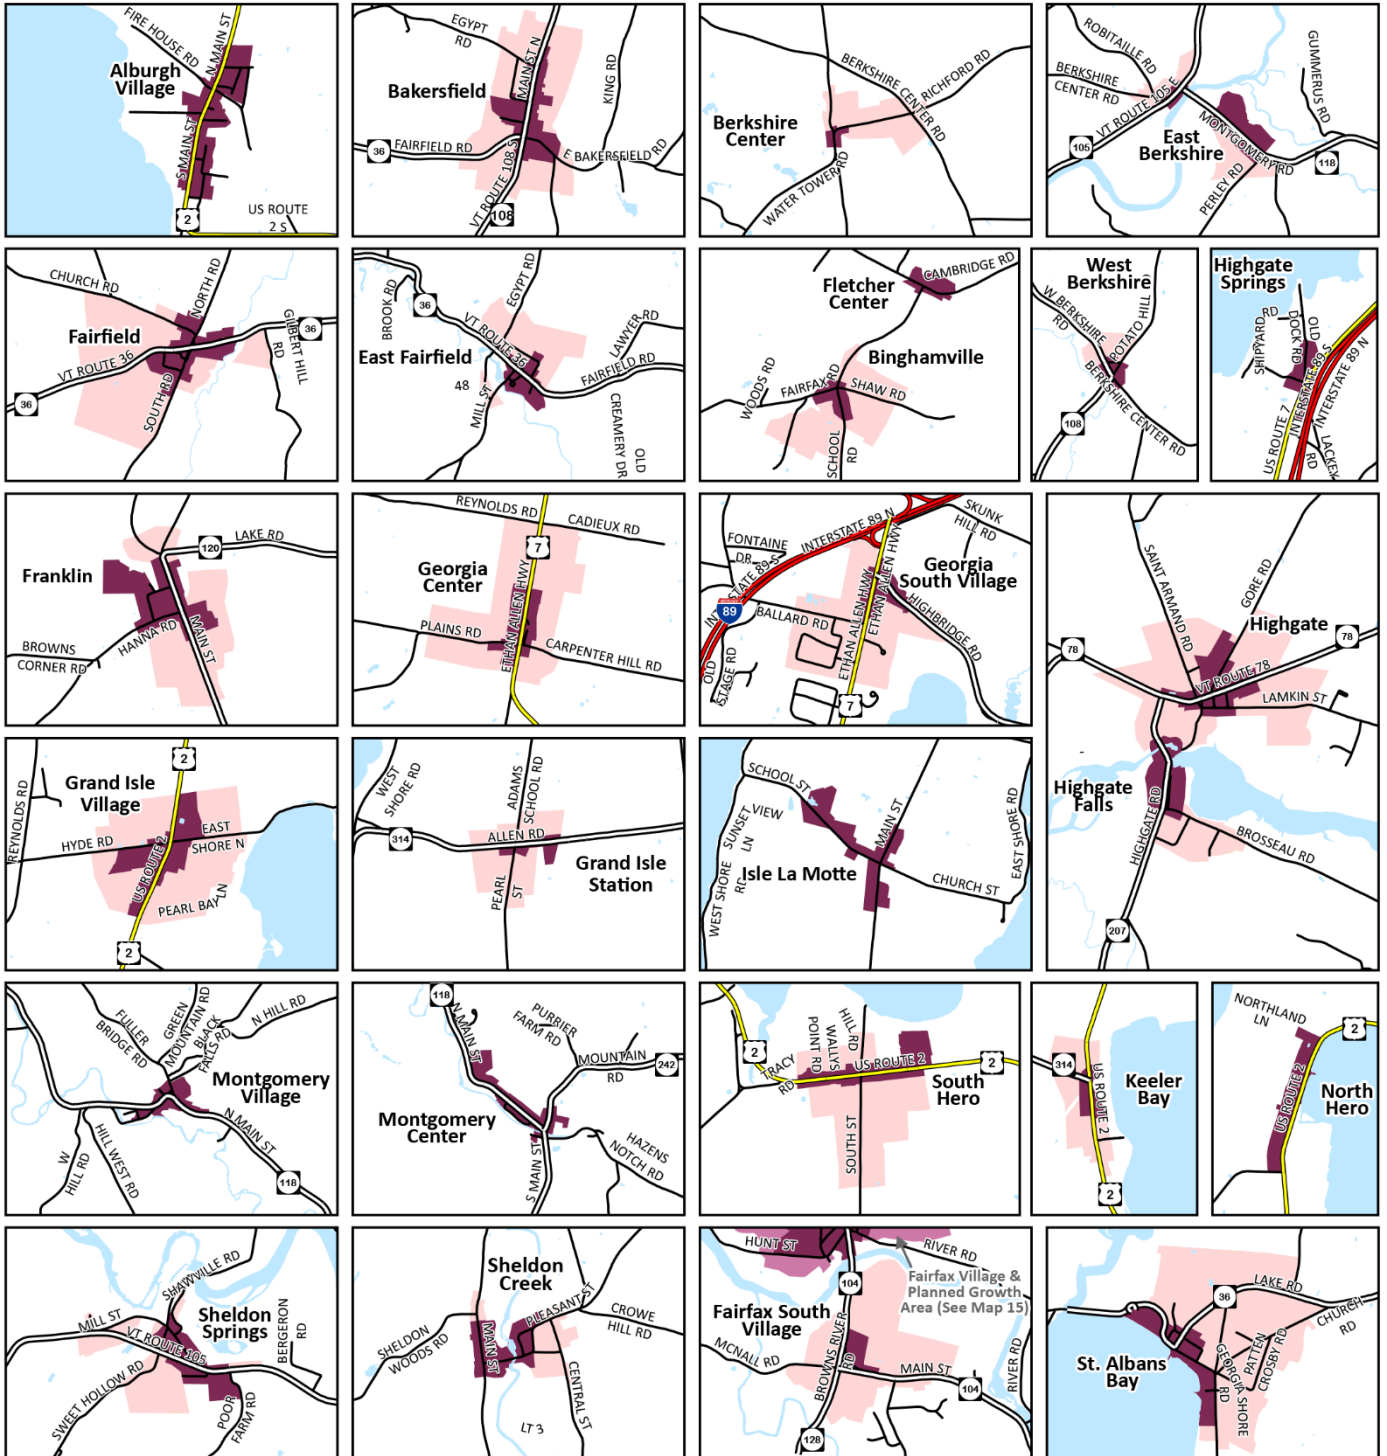 FIRE HOUSE RD
N MAIN ST
Alburgh
Village
S MAIN ST
2
US ROUTE
2 S
EGYPT
RD
MAIN ST N
KING RD
Bakersfield
36
FAIRFIELD RD
E BAKERSFIELD RD
VT ROUTE 108 S
108
BERKSHIRE CENTER RD
RICHFORD RD
Berkshire
Center
WATER TOWER RD
ROBITAILLE RD
BERKSHIRE
CENTER RD
VT ROUTE 105 E
105
East
Berkshire
MONTGOMERY RD
PERLEY RD
GUMMERUS RD
118
CHURCH RD
NORTH RD
Fairfield
VT ROUTE 36
36
SOUTH RD
GILBERT HILL
RD
36
BROOK RD
36
EGYPT RD
VT ROUTE 36
LAWYER RD
East Fairfield
FAIRFIELD RD
48
MILL ST
CREAMERY DR
OLD
CAMBRIDGE RD
Fletcher
Center
Binghamville
WOODS RD
FAIRFAX RD
SHAW RD
SCHOOL
RD
West
Berkshire
W BERKSHIRE
RD
POTATO HILL
BERKSHIRE CENTER RD
108
Highgate
Springs
SHIPYARD
RD
DOCK RD
OLD
INTERSTATE 89 S
INTERSTATE 89 N
US ROUTE 7
LACKEY
RD
120
LAKE RD
Franklin
HANNA RD
MAIN ST
BROWNS
CORNER RD
REYNOLDS RD
CADIEUX RD
7
Georgia
Center
ETHAN ALLEN HWY
PLAINS RD
CARPENTER HILL RD
FONTAINE
DR
INTERSTATE 89 N
INTERSTATE 89 S
SKUNK
HILL RD
Georgia
South Village
89
BALLARD RD
ETHAN ALLEN HWY
ETHAN ALLEN HWY
HIGHBRIDGE RD
OLD
STAGE RD
7
SAINT ARMAND RD
GORE RD
Highgate
78
78
VT ROUTE 78
LAMKIN ST
Highgate
Falls
HIGHGATE RD
BROSSEAU RD
207
REYNOLDS RD
2
Grand Isle
Village
HYDE RD
EAST
SHORE N
US ROUTE 2
PEARL BAY
LN
2
WEST
SHORE RD
ADAMS
SCHOOL RD
314
ALLEN RD
Grand Isle
Station
PEARL
ST
SCHOOL ST
SUNSET
VIEW
LN
MAIN ST
Isle La Motte
WEST SHORE
RD
CHURCH ST
EAST SHORE RD
FULLER
BRIDGE RD
GREEN
MOUNTAIN RD
BLACK
FALLS RD
N HILL RD
Montgomery
Village
W
HILL RD
HILL WEST RD
N MAIN ST
118
118
N MAIN ST
PURRIER
FARM RD
MOUNTAIN
RD
242
Montgomery
Center
S MAIN ST
HAZENS
NOTCH RD
2
TRACY
RD
POINT RD
WALLYS
HILL RD
US ROUTE 2
2
South
Hero
SOUTH ST
314
US ROUTE 2
Keeler
Bay
2
NORTHLAND
LN
2
US ROUTE 2
North
Hero
SHAWVILLE RD
MILL ST
VT ROUTE 105
Sheldon
Springs
BERGERON
RD
SWEET HOLLOW RD
POOR
FARM RD
Sheldon
Creek
PLEASANT ST
CROWE
HILL RD
SHELDON
WOODS RD
MAIN ST
CENTRAL ST
LT 3
HUNT ST
RIVER RD
104
Fairfax Village &
Planned Growth
Area (See Map 15)
Fairfax South
Village
MCNALL RD
BROWNS RIVER
RD
MAIN ST
104
RIVER RD
128
36
LAKE RD
CHURCH
RD
St. Albans
Bay
GEORGIA SHORE
RD
PATTEN
CROSBY RD